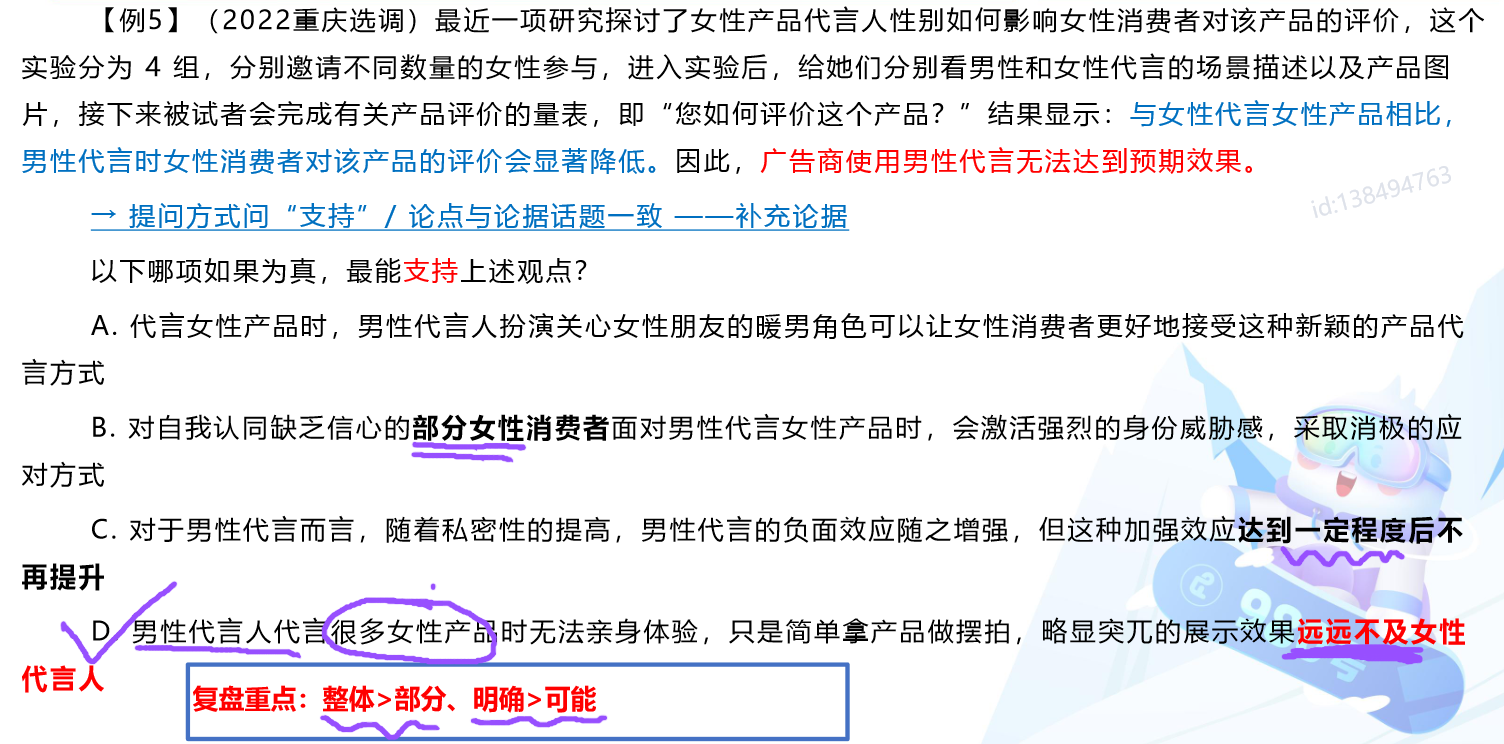 【例5】（2022重庆选调）最近一项研究探讨了女性产品代言人性别如何影响女性消费者对该产品的评价，这个
实验分为 4 组，分别邀请不同数量的女性参与，进入实验后，给她们分别看男性和女性代言的场景描述以及产品图
片，接下来被试者会完成有关产品评价的量表，即“您如何评价这个产品？”结果显示：与女性代言女性产品相比，
男性代言时女性消费者对该产品的评价会显著降低。因此，广告商使用男性代言无法达到预期效果。
id:138494763
→ 提问方式问“支持”/ 论点与论据话题一致 ——补充论据
以下哪项如果为真，最能支持上述观点？
A. 代言女性产品时，男性代言人扮演关心女性朋友的暖男角色可以让女性消费者更好地接受这种新颖的产品代
言方式
B. 对自我认同缺乏信心的部分女性消费者面对男性代言女性产品时，会激活强烈的身份威胁感，采取消极的应
对方式
C. 对于男性代言而言，随着私密性的提高，男性代言的负面效应随之增强，但这种加强效应达到一定程度后不
再提升
D. 男性代言人代言很多女性产品时无法亲身体验，只是简单拿产品做摆拍，略显突兀的展示效果远远不及女性
代言人
复盘重点：整体>部分、明确>可能